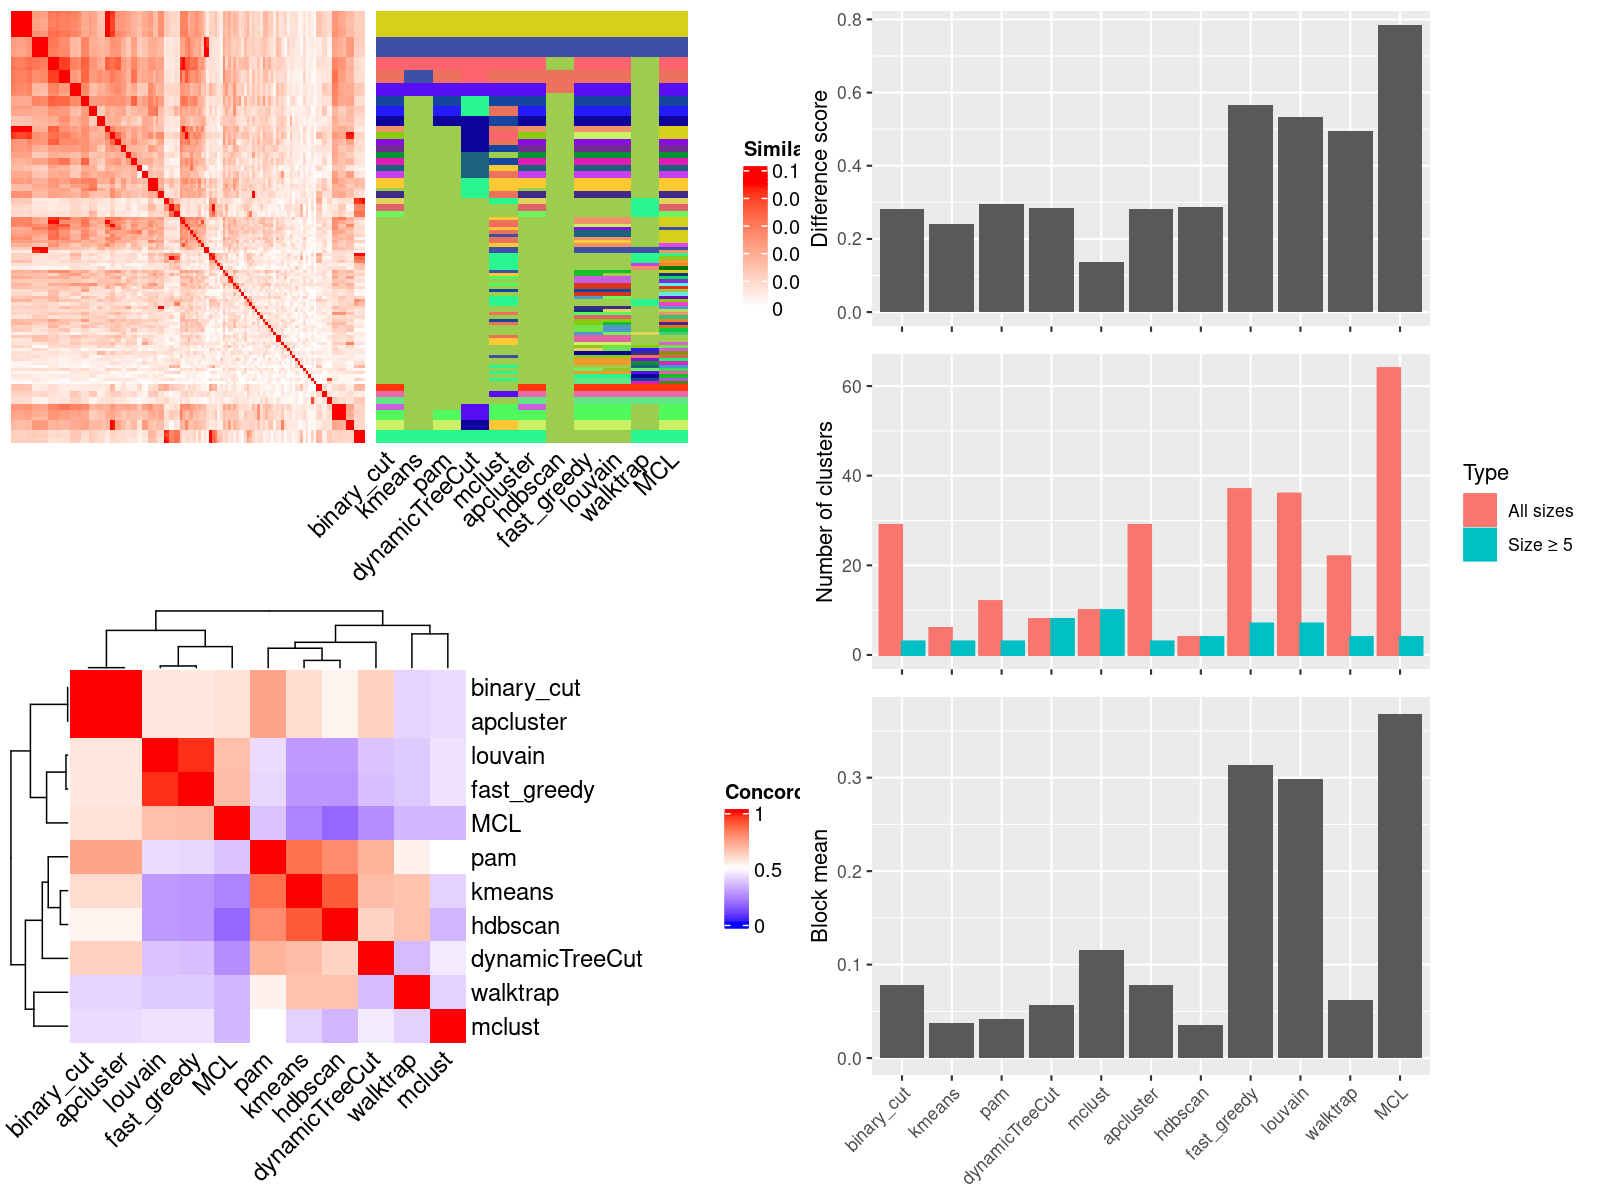 Simila
0.1
0.0
0.0
0.0
0.0
0
binary_cut
kmeans
pam
dynamicTreeCut
mclust
apcluster
hdbscan
fast_greedy
louvain
walktrap
MCL
binary_cut
apcluster
louvain
fast_greedy
MCL
pam
kmeans
hdbscan
dynamicTreeCut
walktrap
mclust
binary_cut
apcluster
louvain
fast_greedy
MCL
pam
kmeans
hdbscan
dynamicTreeCut
walktrap
mclust
Concord
1
0.5
0
Difference score
0.8
0.6
0.4
0.2
0.0
Number of clusters
60
40
20
0
Type
All sizes
Size ≥ 5
Block mean
0.3
0.2
0.1
0.0
binary_cut
kmeans
pam
dynamicTreeCut
mclust
apcluster
hdbscan
fast_greedy
louvain
walktrap
MCL